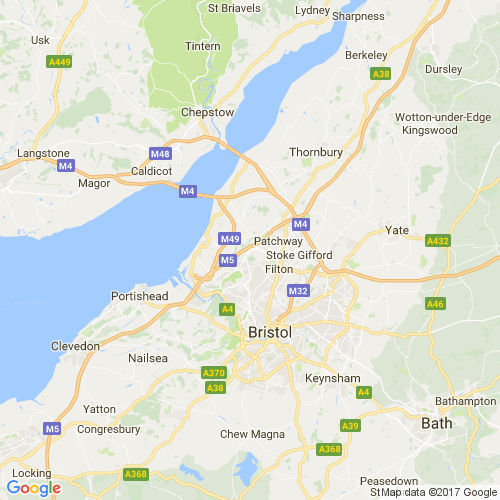 St Briavels
Lydney
Sharpness
Usk
Tintern
Berkeley
A449
A38
Dursley
Chepstow
Wotton-under-Edge
Kingswood
Langstone
M48
Thornbury
M4
Caldicot
Magor
M4
M4
Yate
M49
Patchway
A432
M5
Stoke Gifford
Filton
Portishead
M32
A4
A46
Bristol
Clevedon
Nailsea
A370
Keynsham
A38
A4
Yatton
Bathampton
M5
Congresbury
A39
Bath
Chew Magna
A368
Locking
A368
Peasedown
Google
St Map data ©2017 Google